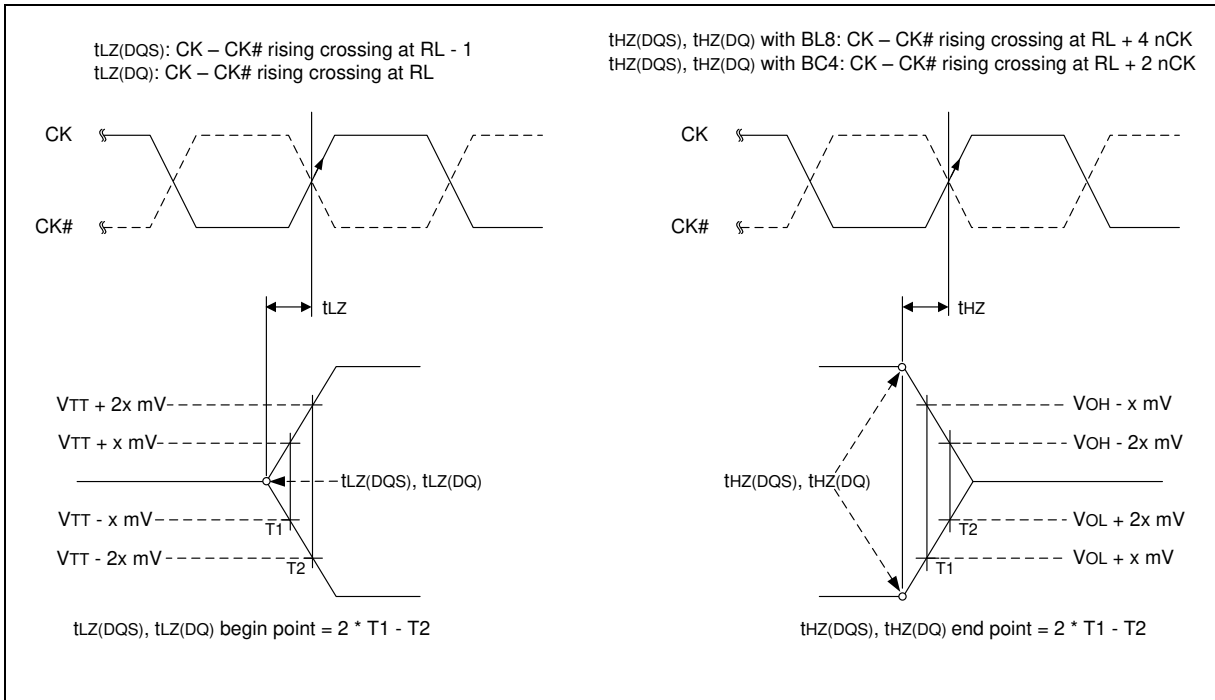 tLZ(DQS): CK – CK# rising crossing at RL - 1
tLZ(DQ): CK – CK# rising crossing at RL
tHZ(DQS), tHZ(DQ) with BL8: CK – CK# rising crossing at RL + 4 nCK
tHZ(DQS), tHZ(DQ) with BC4: CK – CK# rising crossing at RL + 2 nCK
CK
CK#
CK
CK#
tLZ
tHZ
VTT + 2x mV
VTT + x mV
tLZ(DQS), tLZ(DQ)
VTT - x mV
T1
VTT - 2x mV
T2
VOH - x mV
VOH - 2x mV
tHZ(DQS), tHZ(DQ)
VOL + 2x mV
T2
VOL + x mV
T1
tLZ(DQS), tLZ(DQ) begin point = 2 * T1 - T2
tHZ(DQS), tHZ(DQ) end point = 2 * T1 - T2